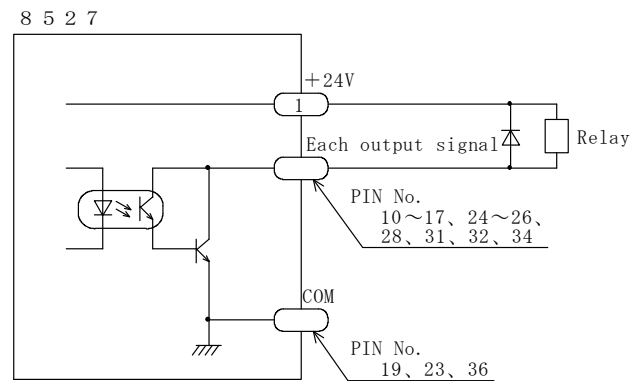 ８５２７
＋24V
1
Each output signal
Relay
PIN No.
10～17、24～26、
28、31、32、34
COM
PIN No.
19、23、36